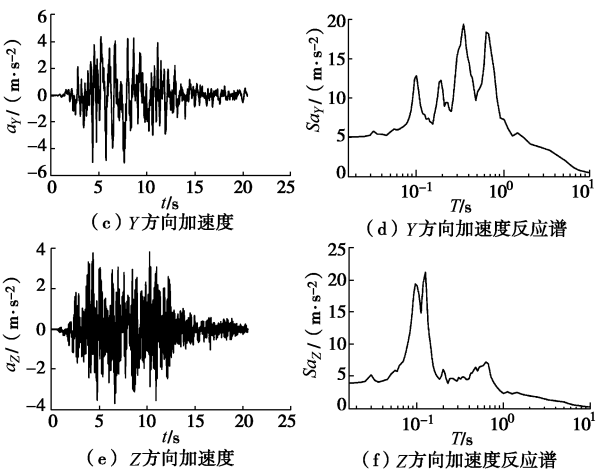 6
4
2
0
−2
−4
−6
a_Y/(m·s⁻²)
0 5 10 15 20 25
t/s
(c) Y方向加速度
20
15
10
5
0
Sa_Y/(m·s⁻²)
10⁻¹ 10⁰ 10¹
T/s
(d) Y方向加速度反应谱
4
2
0
−2
−4
a_Z/(m·s⁻²)
0 5 10 15 20 25
t/s
(e) Z方向加速度
25
20
15
10
5
0
Sa_Z/(m·s⁻²)
10⁻¹ 10⁰ 10¹
T/s
(f) Z方向加速度反应谱